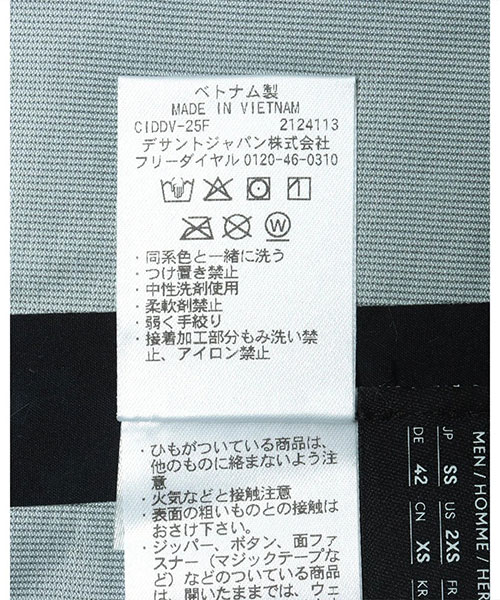 ベトナム製
MADE IN VIETNAM
CIDDV-25F 2124113
デサントジャパン株式会社
フリーダイヤル 0120-46-0310
W
・同系色と一緒に洗う
・つけ置き禁止
・中性洗剤使用
・柔軟剤禁止
・弱く手絞り
・接着加工部分もみ洗い禁
止、アイロン禁止
・ひもがついている商品は、
他のものに絡まないよう注
意
・火気などと接触注意
・表面の粗いものとの接触は
おさけ下さい。
・ジッパー、ボタン、面ファ
スナー（マジックテープな
ど）などのついている商品
は、開いたままでは、ウェ
MEN/HOMME/HER
JP SS US 2XS FR
DE 42 CN XS KR